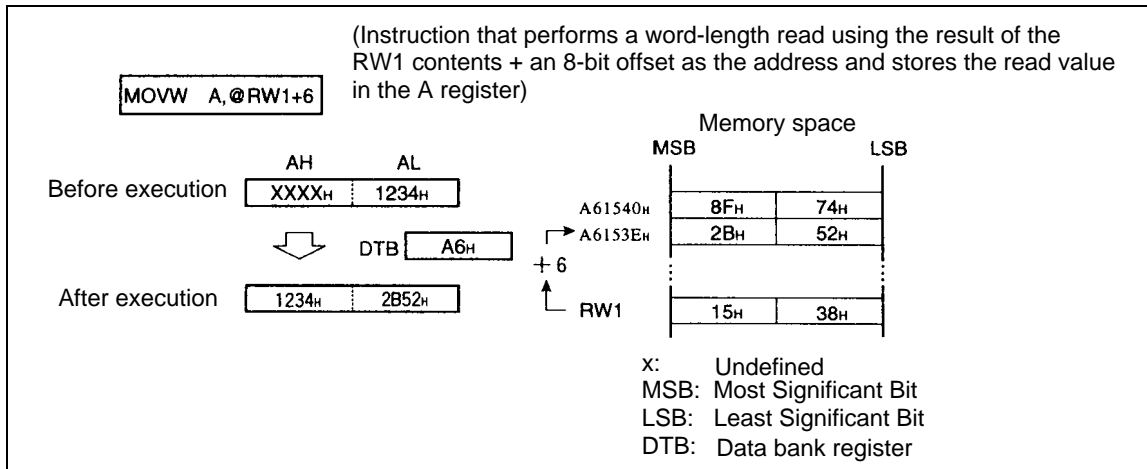 (Instruction that performs a word-length read using the result of the
RW1 contents + an 8-bit offset as the address and stores the read value
in the A register)
MOVW A,@RW1+6
Memory space
MSB LSB
AH AL
Before execution XXXXH 1234H
A61540H 8FH 74H
DTB A6H
A6153EH 2BH 52H
+ 6
After execution 1234H 2B52H
RW1 15H 38H
x: Undefined
MSB: Most Significant Bit
LSB: Least Significant Bit
DTB: Data bank register